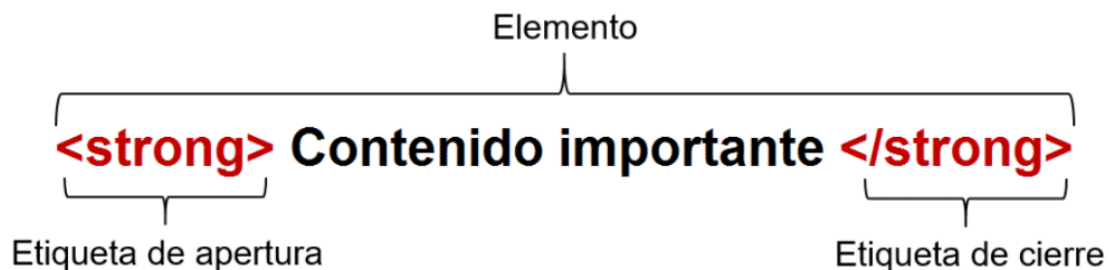 Elemento
<strong> Contenido importante </strong>
Etiqueta de apertura
Etiqueta de cierre